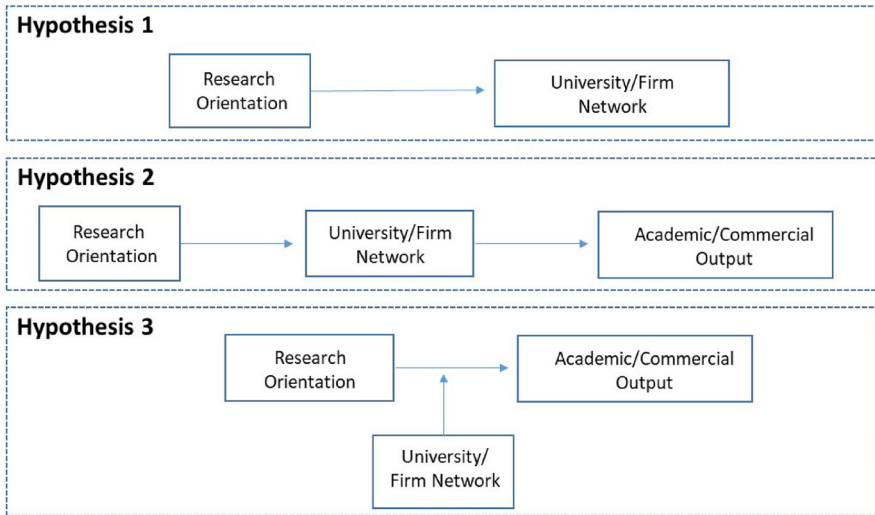 Hypothesis 1
Research
Orientation
University/Firm
Network
Hypothesis 2
Research
Orientation
University/Firm
Network
Academic/Commercial
Output
Hypothesis 3
Research
Orientation
Academic/Commercial
Output
University/
Firm Network